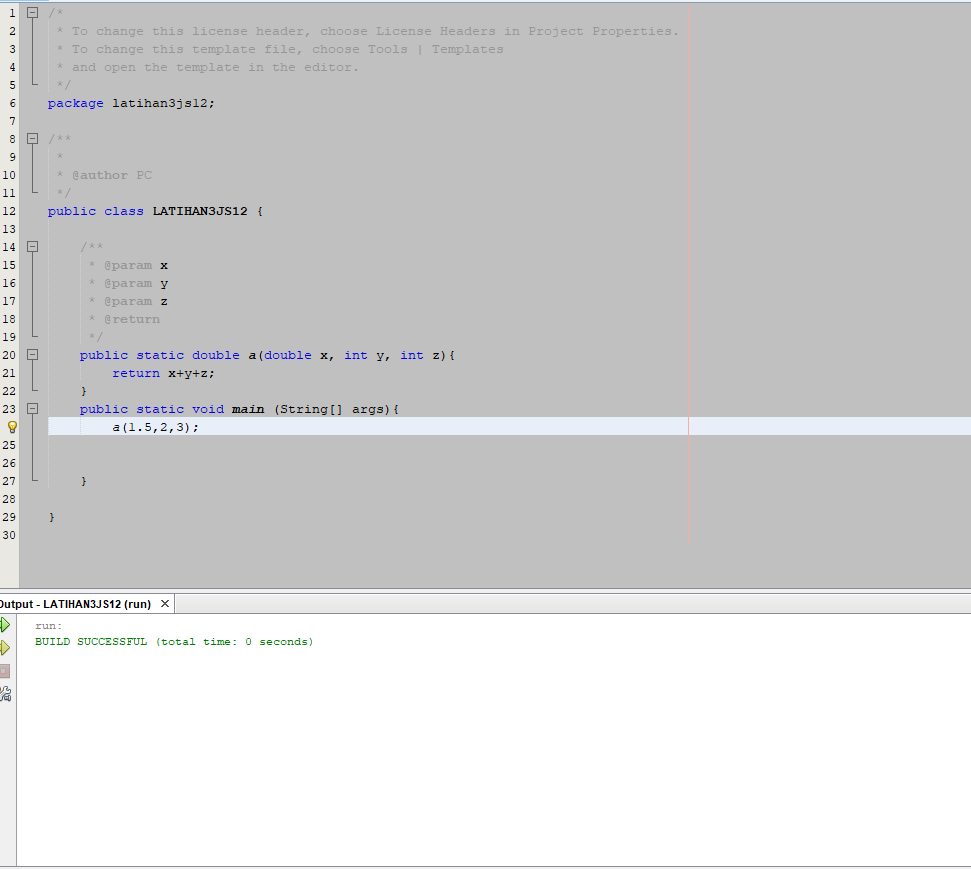 1 /*
2 * To change this license header, choose License Headers in Project Properties.
3 * To change this template file, choose Tools | Templates
4 * and open the template in the editor.
5 */
6 package latihan3js12;
7
8 /**
9 *
10 * @author PC
11 */
12 public class LATIHAN3JS12 {
13
14 /**
15 * @param x
16 * @param y
17 * @param z
18 * @return
19 */
20 public static double a(double x, int y, int z){
21 return x+y+z;
22 }
23 public static void main (String[] args){
a(1.5,2,3);
25
26
27 }
28
29 }
30
Output - LATIHAN3JS12 (run)
run:
BUILD SUCCESSFUL (total time: 0 seconds)